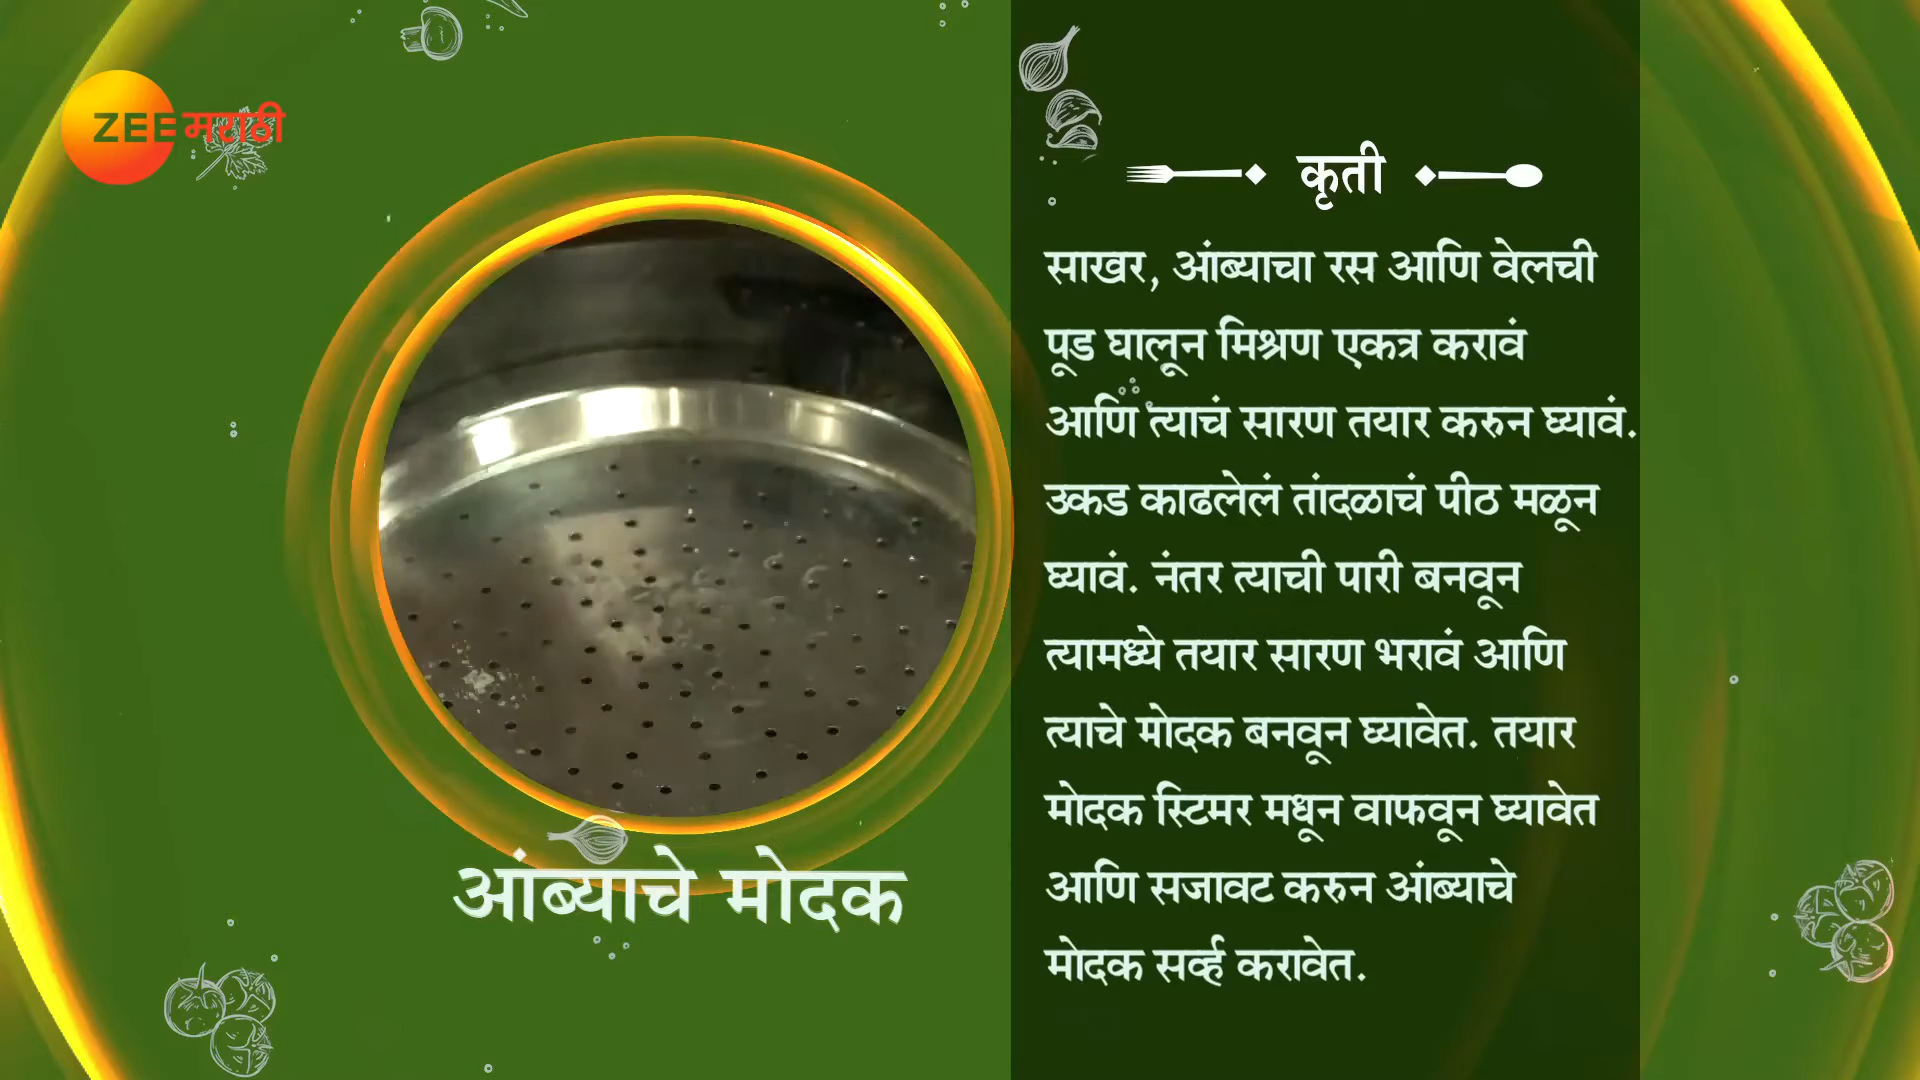 ZEE मराठी
कृती
साखर, आंब्याचा रस आणि वेलची
पूड घालून मिश्रण एकत्र करावं
आणि त्याचं सारण तयार करुन घ्यावं.
उकड काढलेलं तांदळाचं पीठ मळून
घ्यावं. नंतर त्याची पारी बनवून
त्यामध्ये तयार सारण भरावं आणि
त्याचे मोदक बनवून घ्यावेत. तयार
मोदक स्टिमर मधून वाफवून घ्यावेत
आणि सजावट करुन आंब्याचे
मोदक सर्व्ह करावेत.
आंब्याचे मोदक